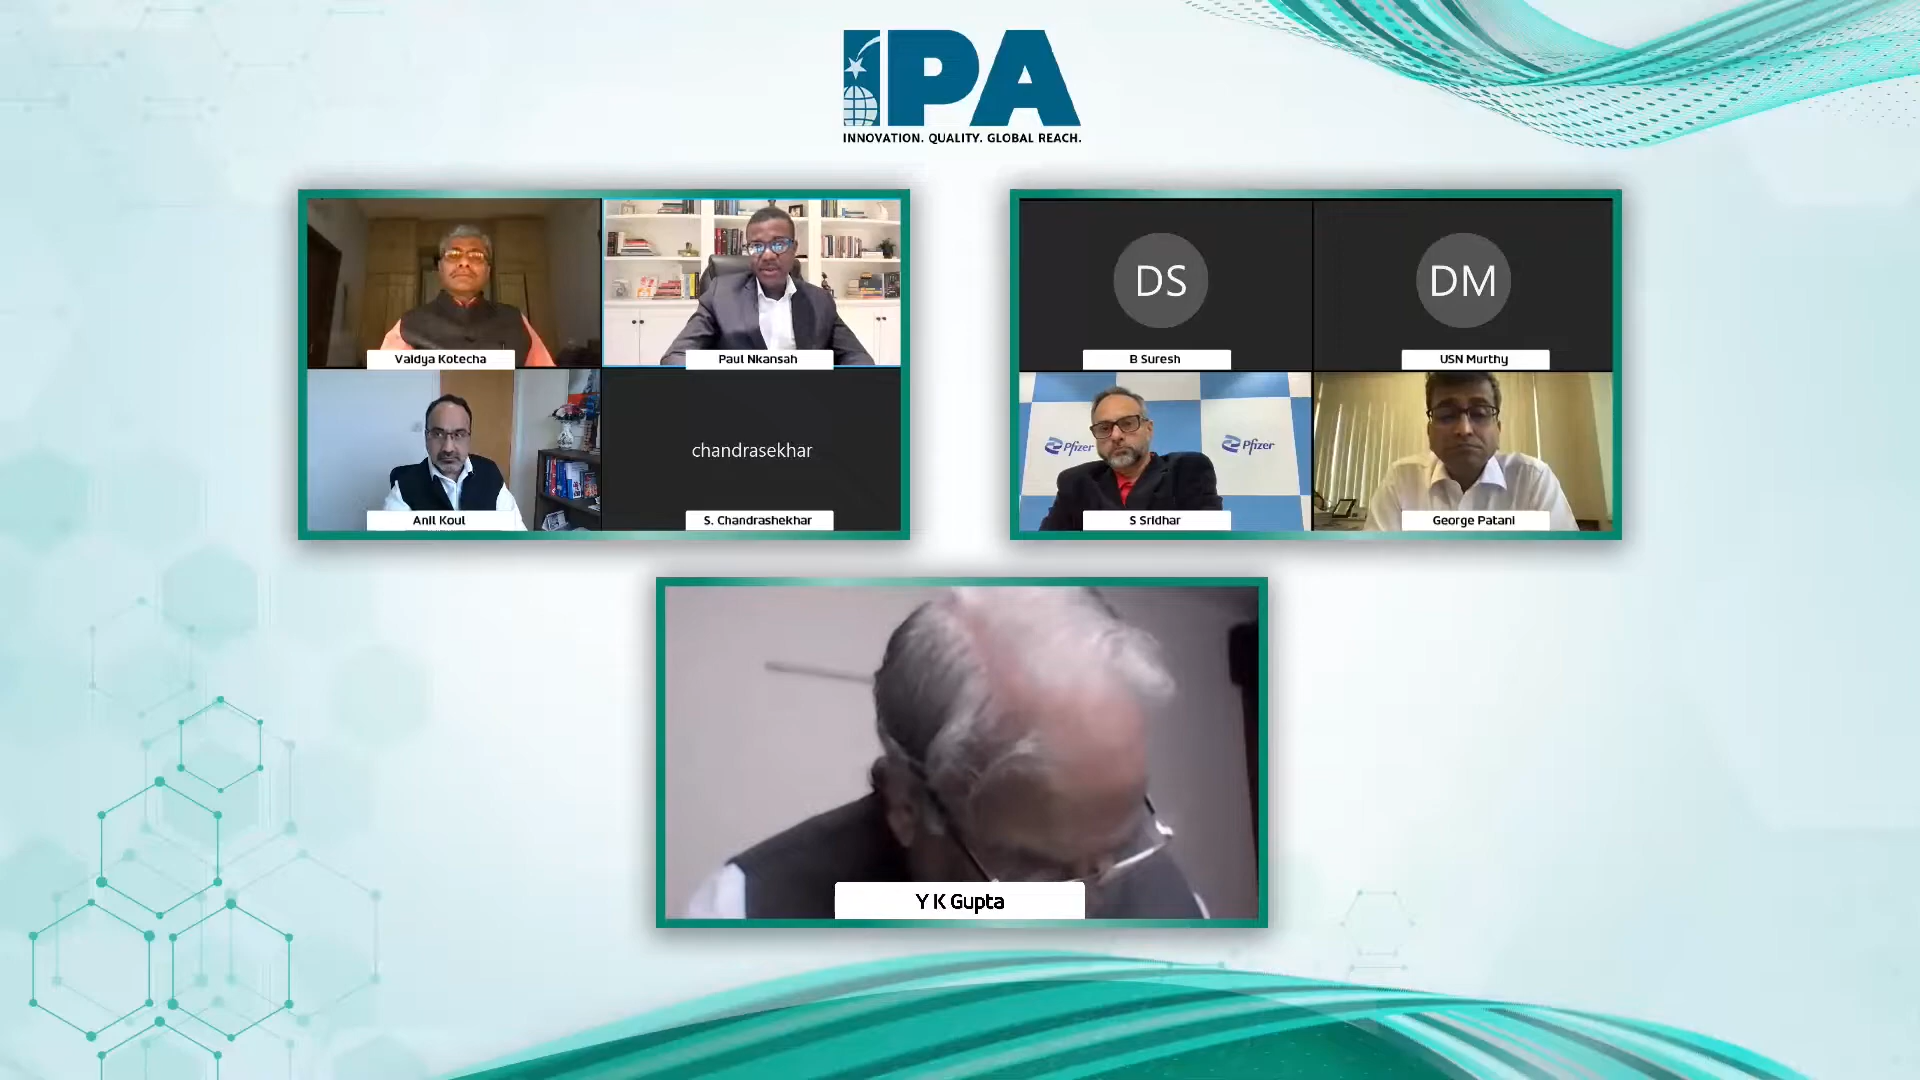 IPA
INNOVATION. QUALITY. GLOBAL REACH.
Vaidya Kotecha
Paul Nkansah
Anil Koul
chandrasekhar
S. Chandrashekhar
DS
DM
B Suresh
USN Murthy
Pfizer
Pfizer
S Sridhar
George Patani
Y K Gupta